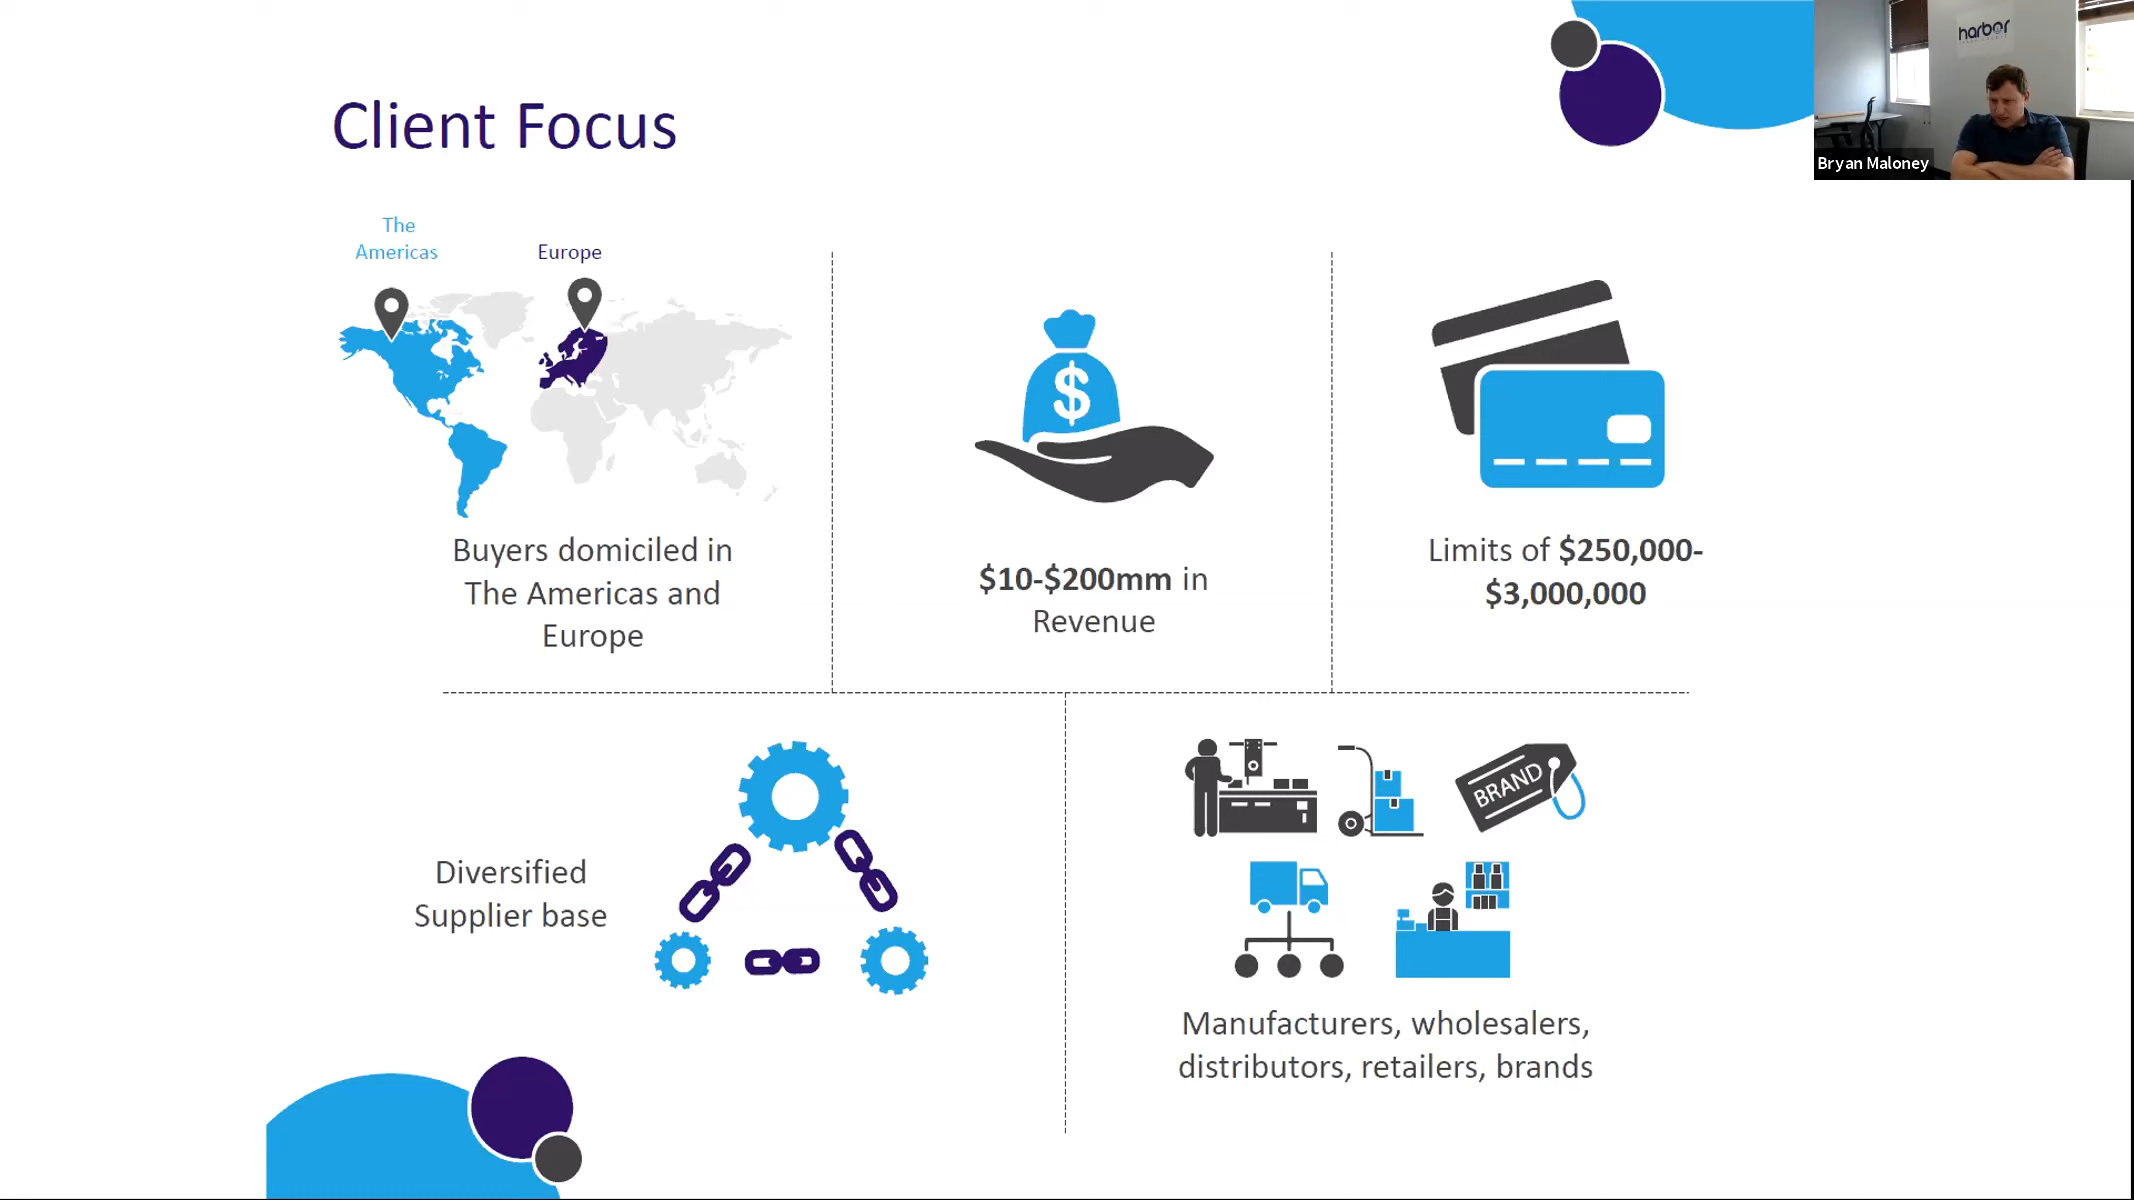 Client Focus
harbor
Bryan Maloney
The
Americas
Europe
Buyers domiciled in
The Americas and
Europe
$
$10-$200mm in
Revenue
Limits of $250,000-
$3,000,000
Diversified
Supplier base
BRAND
Manufacturers, wholesalers,
distributors, retailers, brands